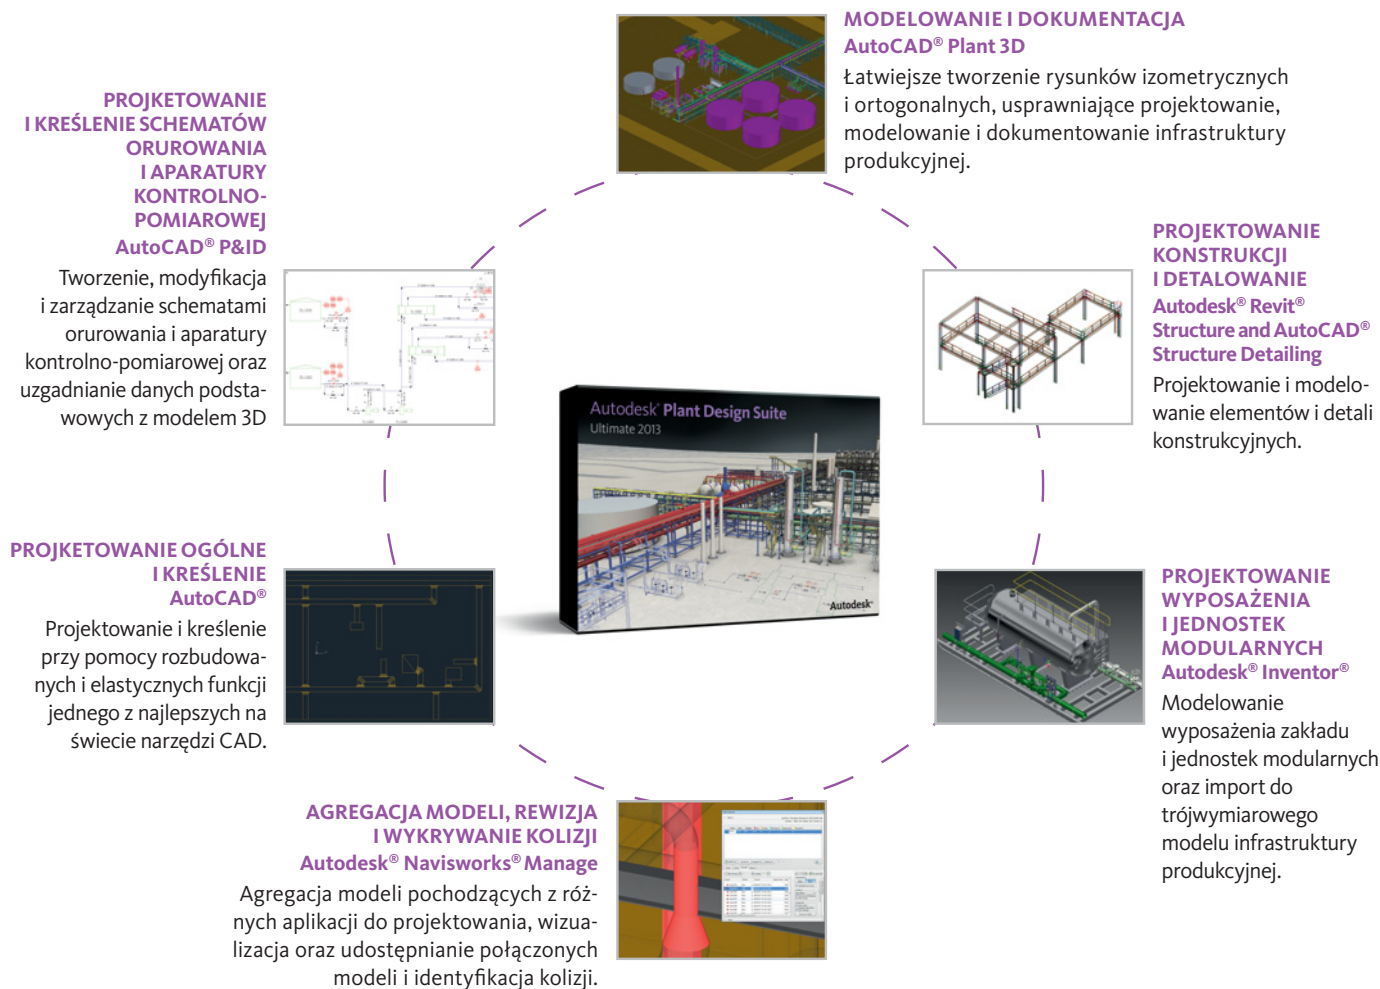 MODELOWANIE I DOKUMENTACJA
AutoCAD® Plant 3D
Łatwiejsze tworzenie rysunków izometrycznych
i ortogonalnych, usprawniające projektowanie,
modelowanie i dokumentowanie infrastruktury
produkcyjnej.
PROJKETOWANIE
I KREŚLENIE SCHEMATÓW
ORUROWANIA
I APARATURY
KONTROLNO-
POMIAROWEJ
AutoCAD® P&ID
Tworzenie, modyfikacja
i zarządzanie schematami
orurowania i aparatury
kontrolno-pomiarowej oraz
uzgadnianie danych podsta-
wowych z modelem 3D
PROJEKTOWANIE
KONSTRUKCJI
I DETALOWANIE
Autodesk® Revit®
Structure and AutoCAD®
Structure Detailing
Projektowanie i modelo-
wanie elementów i detali
konstrukcyjnych.
Autodesk® Plant Design Suite
Ultimate 2013
Autodesk®
PROJKETOWANIE OGÓLNE
I KREŚLENIE
AutoCAD®
Projektowanie i kreślenie
przy pomocy rozbudowa-
nych i elastycznych funkcji
jednego z najlepszych na
świecie narzędzi CAD.
PROJEKTOWANIE
WYPOSAŻENIA
I JEDNOSTEK
MODULARNYCH
Autodesk® Inventor®
Modelowanie
wyposażenia zakładu
i jednostek modularnych
oraz import do
trójwymiarowego
modelu infrastruktury
produkcyjnej.
AGREGACJA MODELI, REWIZJA
I WYKRYWANIE KOLIZJI
Autodesk® Navisworks® Manage
Agregacja modeli pochodzących z róż-
nych aplikacji do projektowania, wizua-
lizacja oraz udostępnianie połączonych
modeli i identyfikacja kolizji.